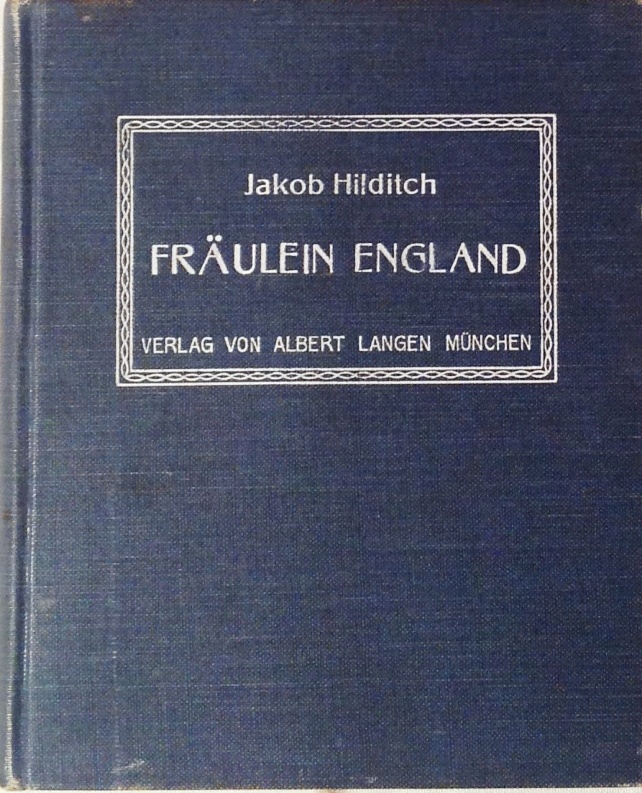 Jakob Hilditch
FRÄULEIN ENGLAND
VERLAG VON ALBERT LANGEN MÜNCHEN